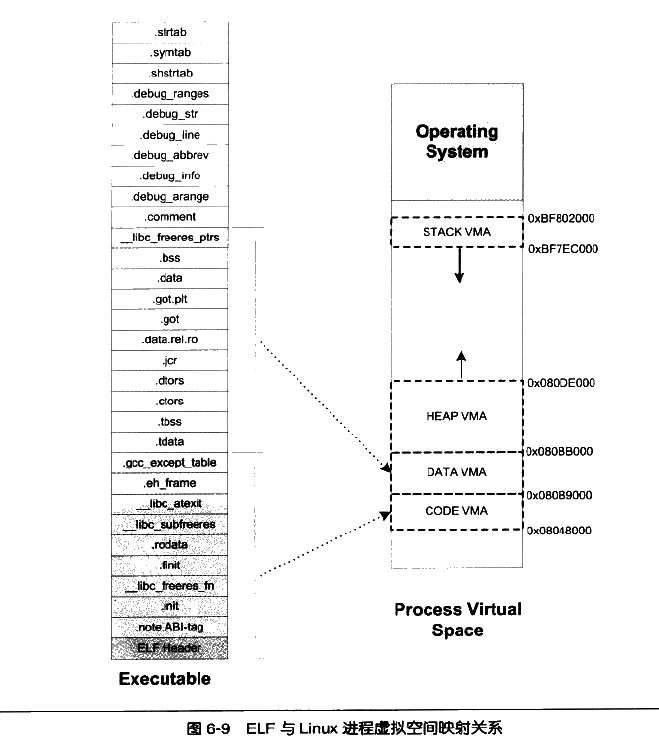 .strtab
.symtab
.shstrtab
.debug_ranges
.debug_str
.debug_line
.debug_abbrev
.debug_info
.debug_arange
.comment
__libc_freeres_ptrs
.bss
.data
.got.plt
.got
.data.rel.ro
.jcr
.dtors
.ctors
.tbss
.tdata
.gcc_except_table
.eh_frame
__libc_atexit
__libc_subfreeres
.rodata
.finit
__libc_freeres_fn
.init
.note.ABI-tag
ELF Header
Executable
Operating
System
0xBF802000
STACK VMA
0xBF7EC000
0x080DE000
HEAP VMA
0x080BB000
DATA VMA
0x080B9000
CODE VMA
0x08048000
Process Virtual
Space
图 6-9 ELF 与 Linux 进程虚拟空间映射关系